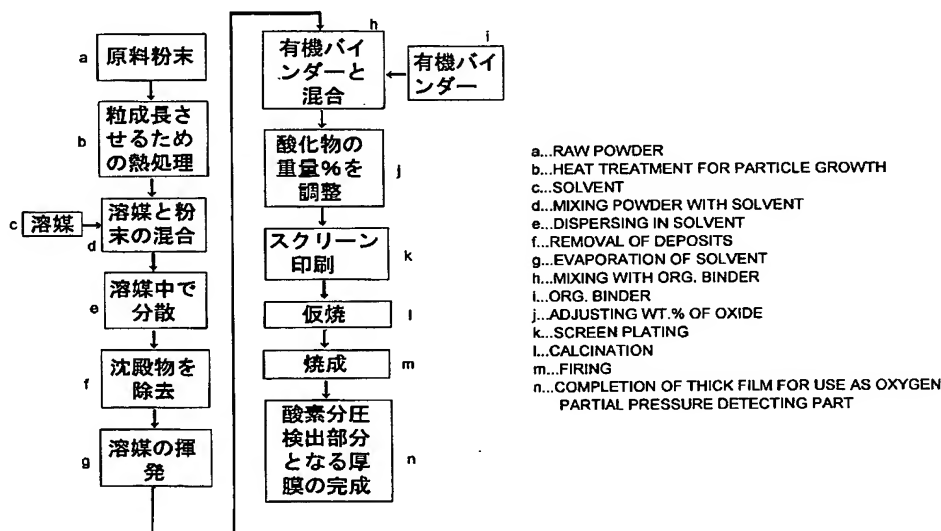 a
原料粉末
b
粒成長さ
せるため
の熱処理
c
溶媒
d
溶媒と粉
末の混合
e
溶媒中で
分散
f
沈殿物を
除去
g
溶媒の揮
発
h
有機バイ
ンダーと
混合
i
有機バイ
ンダー
酸化物の
重量%を
調整
j
スクリーン
印刷
k
仮焼
l
焼成
m
酸素分圧
検出部分
となる厚
膜の完成
n
a...RAW POWDER
b...HEAT TREATMENT FOR PARTICLE GROWTH
c...SOLVENT
d...MIXING POWDER WITH SOLVENT
e...DISPERSING IN SOLVENT
f...REMOVAL OF DEPOSITS
g...EVAPORATION OF SOLVENT
h...MIXING WITH ORG. BINDER
i...ORG. BINDER
j...ADJUSTING WT.% OF OXIDE
k...SCREEN PLATING
l...CALCINATION
m...FIRING
n...COMPLETION OF THICK FILM FOR USE AS OXYGEN
PARTIAL PRESSURE DETECTING PART